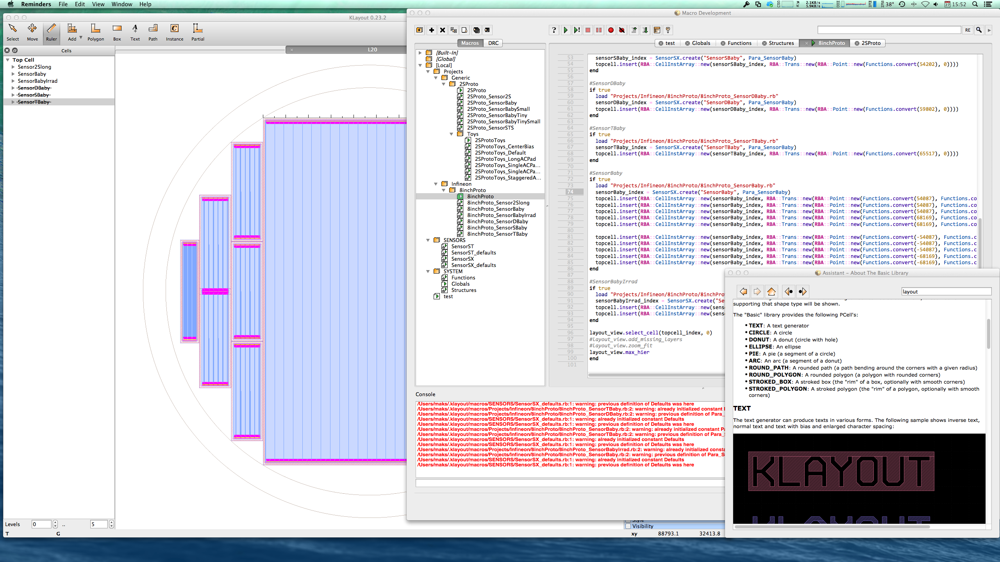 Reminders File Edit View Window Help
2.1KB/s
5.9KB/s
38°
27
15:52
KLayout 0.23.2
Select Move Ruler Add Polygon Box Text Path Instance Partial
Cells
L20
Top Cell
Sensor2Slong
SensorBaby
SensorBabyIrrad
SensorDBaby
SensorSBaby
SensorTBaby
Levels 0 .. 5
T G
Style
Visibility
xy 88793.1 32413.8
Macro Development
RE
Macros DRC
[Built-In]
[Global]
[Local]
Projects
Generic
2SProto
2SProto
2SProto_Sensor2S
2SProto_SensorBaby
2SProto_SensorBabySmall
2SProto_SensorBabyTiny
2SProto_SensorBabyTinySmall
2SProto_SensorSTS
Toys
2SProtoToys
2SProtoToys_CenterBias
2SProtoToys_Default
2SProtoToys_LongACPad
2SProtoToys_SingleACPa...
2SProtoToys_SingleACPa...
2SProtoToys_StaggeredA...
Infineon
8inchProto
8inchProto
8inchProto_Sensor2Slong
8inchProto_SensorBaby
8inchProto_SensorBabyIrrad
8inchProto_SensorDBaby
8inchProto_SensorSBaby
8inchProto_SensorTBaby
SENSORS
SensorST
SensorST_defaults
SensorSX
SensorSX_defaults
SYSTEM
Functions
Globals
Structures
test
test Globals Functions Structures 8inchProto 2SProto
53 sensorSBaby_index = SensorSX.create("SensorSBaby", Para_SensorBaby)
54 topcell.insert(RBA::CellInstArray::new(sensorSBaby_index, RBA::Trans::new(RBA::Point::new(Functions.convert(54202), 0))))
55 end
56
57 #SensorDBaby
58 if true
59 load "Projects/Infineon/8inchProto/8inchProto_SensorDBaby.rb"
60 sensorDBaby_index = SensorSX.create("SensorDBaby", Para_SensorBaby)
61 topcell.insert(RBA::CellInstArray::new(sensorDBaby_index, RBA::Trans::new(RBA::Point::new(Functions.convert(59802), 0))))
62 end
63
64 #SensorTBaby
65 if true
66 load "Projects/Infineon/8inchProto/8inchProto_SensorTBaby.rb"
67 sensorTBaby_index = SensorSX.create("SensorTBaby", Para_SensorBaby)
68 topcell.insert(RBA::CellInstArray::new(sensorTBaby_index, RBA::Trans::new(RBA::Point::new(Functions.convert(65517), 0))))
69 end
70
71 #SensorBaby
72 if true
73 load "Projects/Infineon/8inchProto/8inchProto_SensorBaby.rb"
74 sensorBaby_index = SensorSX.create("SensorBaby", Para_SensorBaby)
75 topcell.insert(RBA::CellInstArray::new(sensorBaby_index, RBA::Trans::new(RBA::Point::new(Functions.convert(54087), Functions.co
76 topcell.insert(RBA::CellInstArray::new(sensorBaby_index, RBA::Trans::new(RBA::Point::new(Functions.convert(54087), Functions.co
77 topcell.insert(RBA::CellInstArray::new(sensorBaby_index, RBA::Trans::new(RBA::Point::new(Functions.convert(54087), Functions.co
78 topcell.insert(RBA::CellInstArray::new(sensorBaby_index, RBA::Trans::new(RBA::Point::new(Functions.convert(68169), Functions.co
79 topcell.insert(RBA::CellInstArray::new(sensorBaby_index, RBA::Trans::new(RBA::Point::new(Functions.convert(68169), Functions.co
80
81 topcell.insert(RBA::CellInstArray::new(sensorBaby_index, RBA::Trans::new(RBA::Point::new(Functions.convert(-54087), Functions.c
82 topcell.insert(RBA::CellInstArray::new(sensorBaby_index, RBA::Trans::new(RBA::Point::new(Functions.convert(-54087), Functions.c
83 topcell.insert(RBA::CellInstArray::new(sensorBaby_index, RBA::Trans::new(RBA::Point::new(Functions.convert(-54087), Functions.c
84 topcell.insert(RBA::CellInstArray::new(sensorBaby_index, RBA::Trans::new(RBA::Point::new(Functions.convert(-68169), Functions.c
85 topcell.insert(RBA::CellInstArray::new(sensorBaby_index, RBA::Trans::new(RBA::Point::new(Functions.convert(-68169), Functions.c
86 end
87
88 #SensorBabyIrrad
89 if true
90 load "Projects/Infineon/8inchProto/8inchPro
91 sensorBabyIrrad_index = SensorSX.create("Se
92 topcell.insert(RBA::CellInstArray::new(sens
93 topcell.insert(RBA::CellInstArray::new(sens
94 end
95
96 layout_view.select_cell(topcell_index, 0)
97 #layout_view.add_missing_layers
98 #layout_view.zoom_fit
99 layout_view.max_hier
100 end
101
Console
/Users/maks/.klayout/macros/SENSORS/SensorSX_defaults.rb:1: warning: previous definition of Defaults was here
/Users/maks/.klayout/macros/Projects/Infineon/8inchProto/8inchProto_SensorTBaby.rb:2: warning: already initialized constant
/Users/maks/.klayout/macros/Projects/Infineon/8inchProto/8inchProto_SensorDBaby.rb:2: warning: previous definition of Para_
/Users/maks/.klayout/macros/SENSORS/SensorSX_defaults.rb:1: warning: already initialized constant Defaults
/Users/maks/.klayout/macros/SENSORS/SensorSX_defaults.rb:1: warning: previous definition of Defaults was here
/Users/maks/.klayout/macros/Projects/Infineon/8inchProto/8inchProto_SensorBaby.rb:2: warning: already initialized constant Pa
/Users/maks/.klayout/macros/Projects/Infineon/8inchProto/8inchProto_SensorTBaby.rb:2: warning: previous definition of Para_
/Users/maks/.klayout/macros/SENSORS/SensorSX_defaults.rb:1: warning: already initialized constant Defaults
/Users/maks/.klayout/macros/SENSORS/SensorSX_defaults.rb:1: warning: previous definition of Defaults was here
/Users/maks/.klayout/macros/Projects/Infineon/8inchProto/8inchProto_SensorBabyIrrad.rb:2: warning: already initialized consta
/Users/maks/.klayout/macros/Projects/Infineon/8inchProto/8inchProto_SensorBaby.rb:2: warning: previous definition of Para_S
/Users/maks/.klayout/macros/SENSORS/SensorSX_defaults.rb:1: warning: already initialized constant Defaults
/Users/maks/.klayout/macros/SENSORS/SensorSX_defaults.rb:1: warning: previous definition of Defaults was here
Assistant - About The Basic Library
layout
supporting that shape type will be shown.
The "Basic" library provides the following PCell's:
• TEXT: A text generator
• CIRCLE: A circle
• DONUT: A donut (circle with hole)
• ELLIPSE: An ellipse
• PIE: A pie (a segment of a circle)
• ARC: An arc (a segment of a donut)
• ROUND_PATH: A rounded path (a path bending around the corners with a given radius)
• ROUND_POLYGON: A rounded polygon (a polygon with rounded corners)
• STROKED_BOX: A stroked box (the "rim" of a box, optionally with smooth corners)
• STROKED_POLYGON: A stroked polygon (the "rim" of a polygon, optionally with smooth
corners)
TEXT
The text generator can produce texts in various forms. The following sample shows inverse text,
normal text and text with bias and enlarged character spacing:
KLAYOUT
KLAYOUT